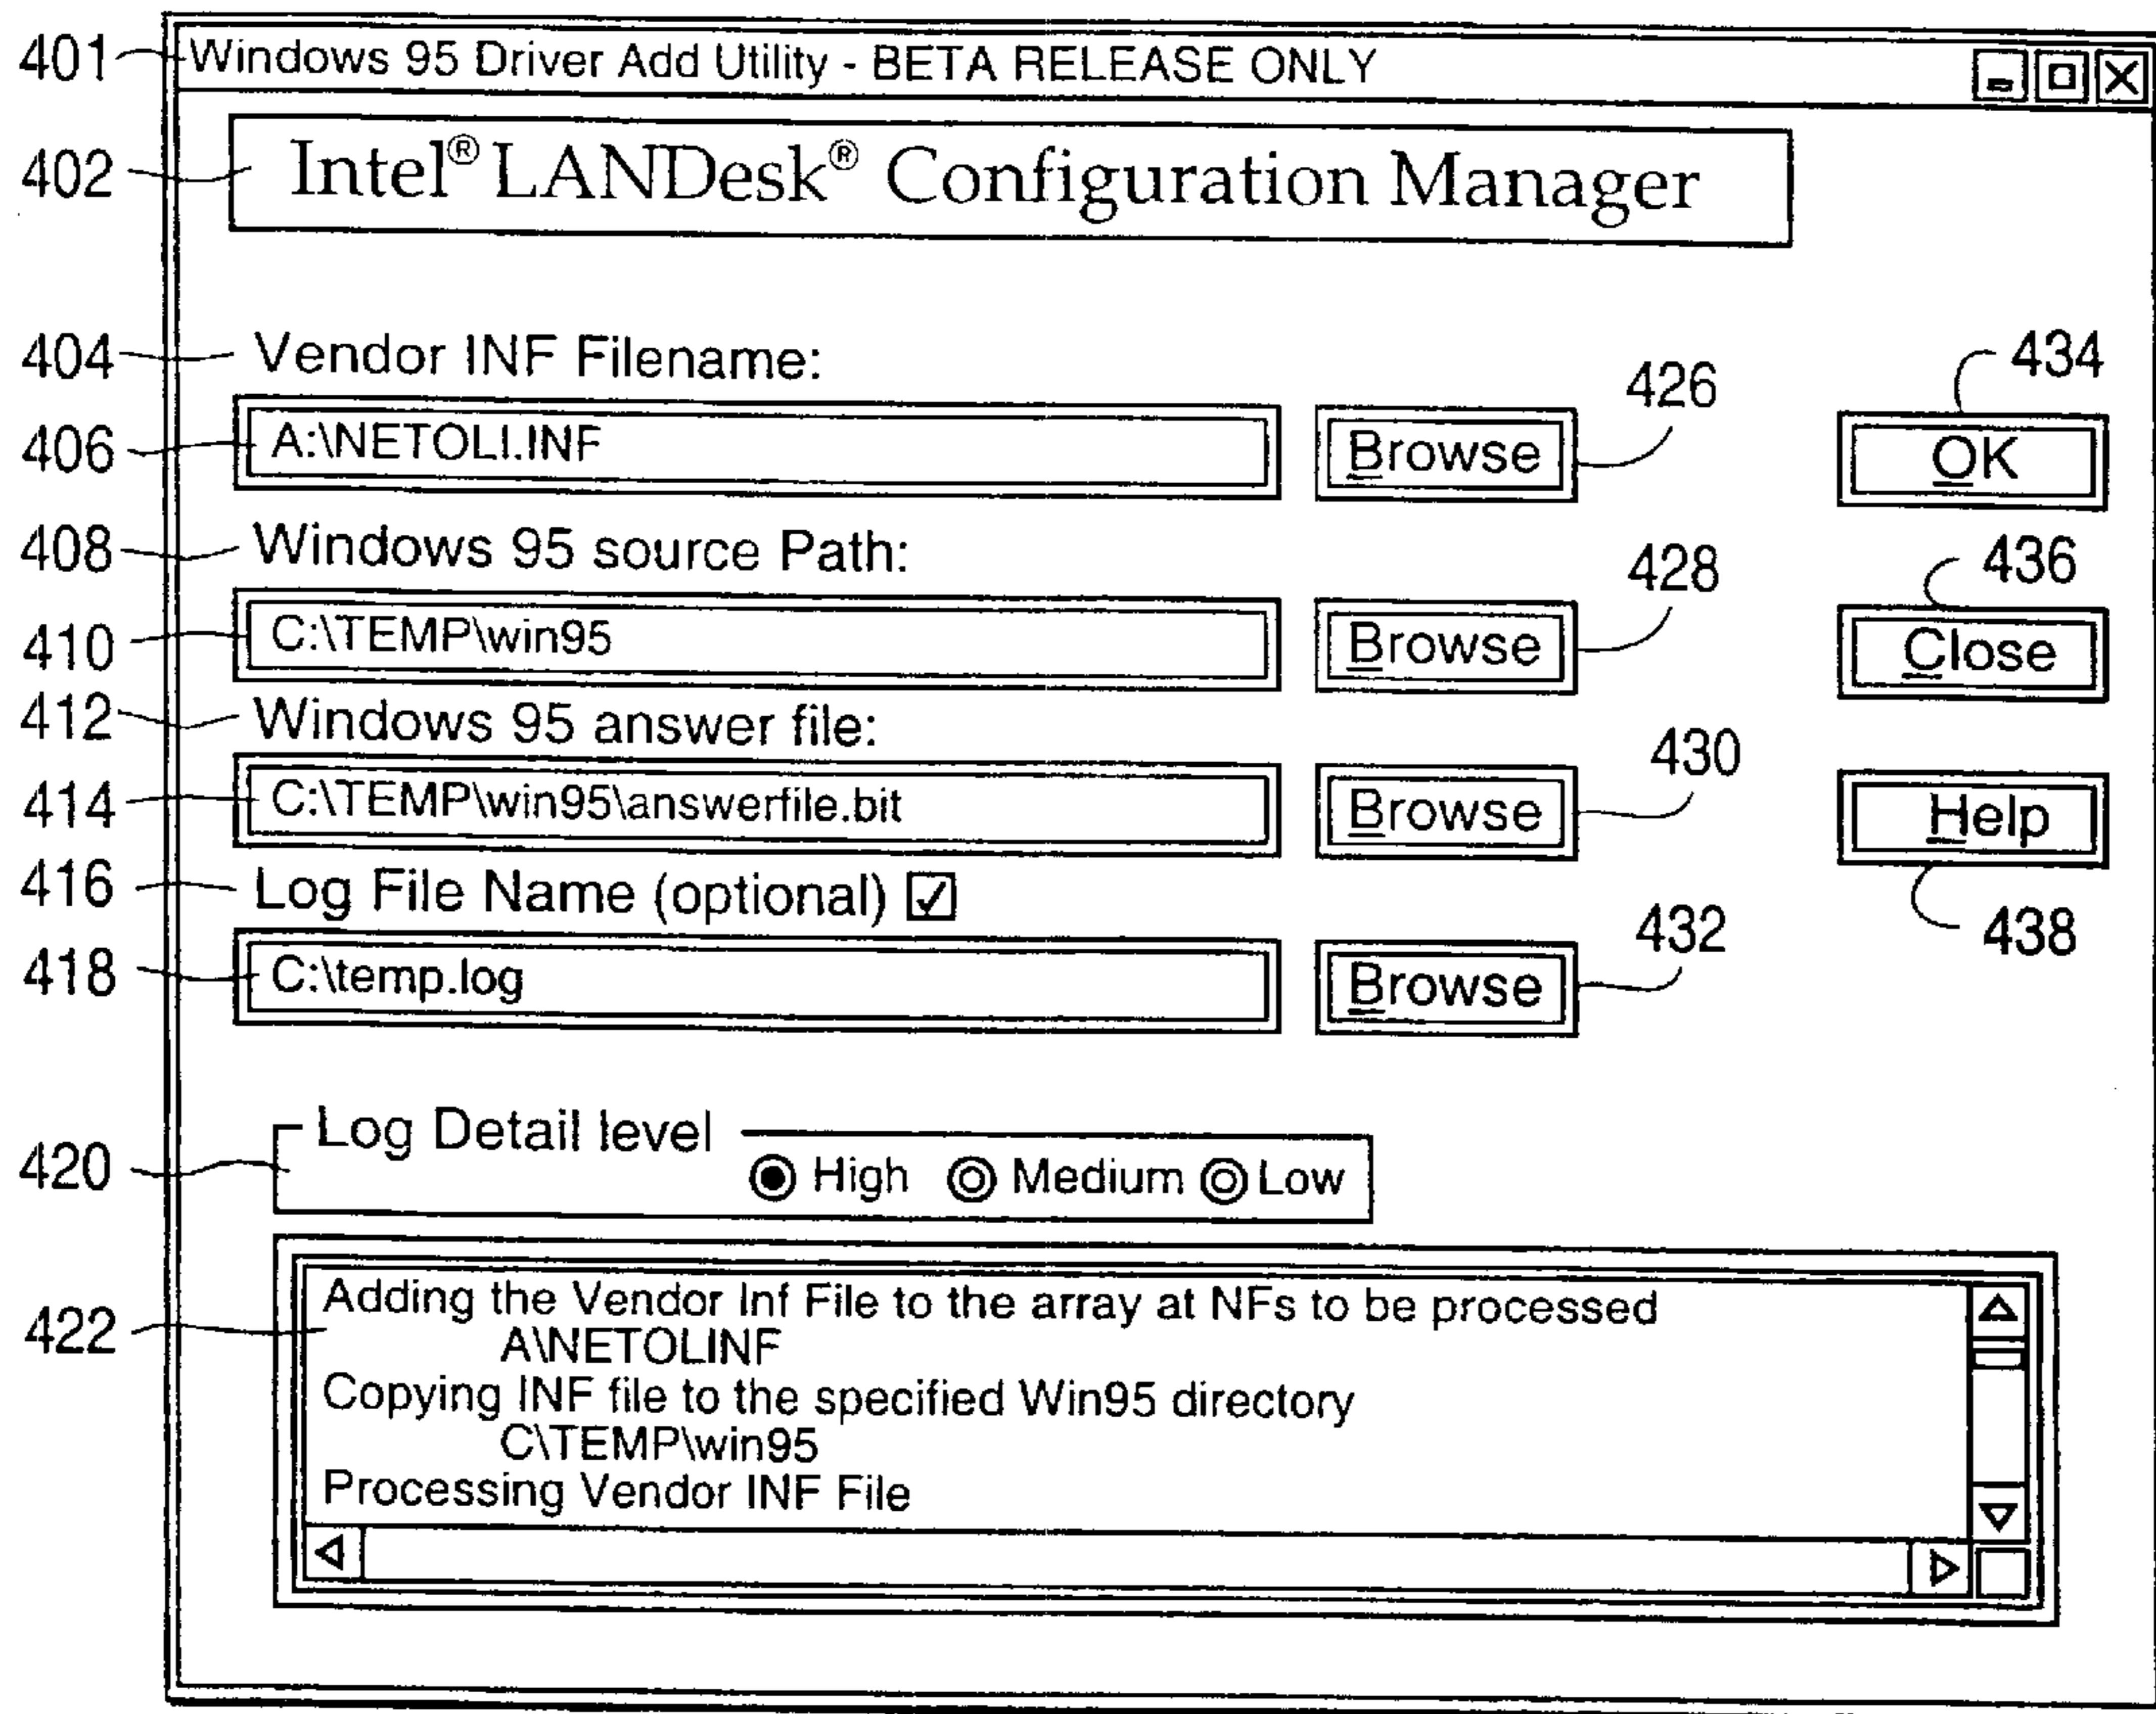 401 Windows 95 Driver Add Utility - BETA RELEASE ONLY
402 Intel® LANDesk® Configuration Manager
404 Vendor INF Filename:
434
426
406 A:\NETOLI.INF Browse OK
408 Windows 95 source Path:
436
428
410 C:\TEMP\win95 Browse Close
412 Windows 95 answer file:
430
414 C:\TEMP\win95\answerfile.bit Browse Help
416 Log File Name (optional)
432 438
418 C:\temp.log Browse
Log Detail level
420 High Medium Low
Adding the Vendor Inf File to the array at NFs to be processed
422 A\NETOLINF
Copying INF file to the specified Win95 directory
C\TEMP\win95
Processing Vendor INF File